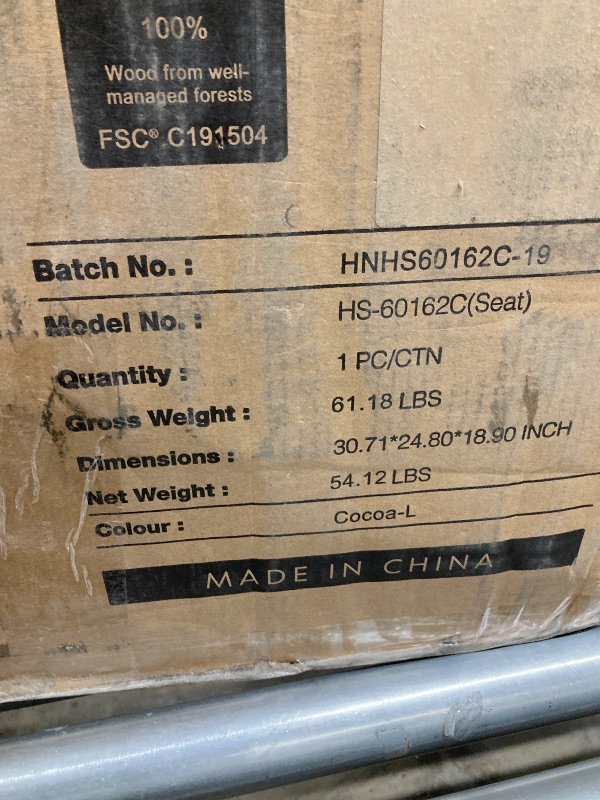 100%
Wood from well-
managed forests
FSC® C191504
Batch No. : HNHS60162C-19
Model No. : HS-60162C(Seat)
Quantity : 1 PC/CTN
Gross Weight : 61.18 LBS
Dimensions : 30.71*24.80*18.90 INCH
Net Weight : 54.12 LBS
Colour : Cocoa-L
MADE IN CHINA